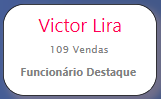 Victor Lira
109 Vendas
Funcionário Destaque